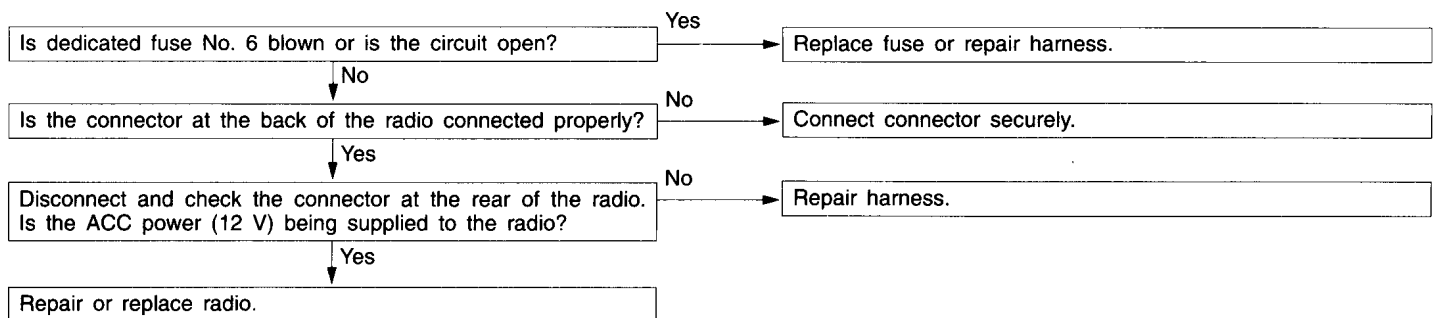 Is dedicated fuse No. 6 blown or is the circuit open?
Yes
Replace fuse or repair harness.
No
Is the connector at the back of the radio connected properly?
No
Connect connector securely.
Yes
Disconnect and check the connector at the rear of the radio.
Is the ACC power (12 V) being supplied to the radio?
No
Repair harness.
Yes
Repair or replace radio.